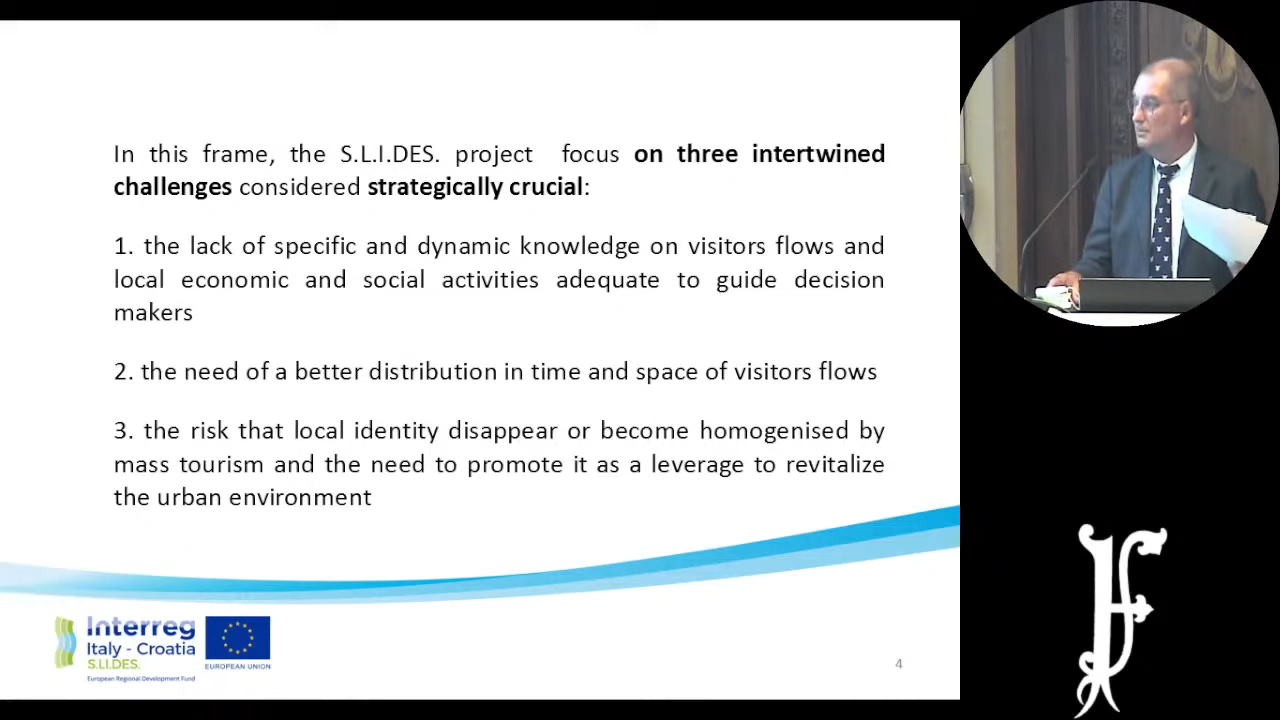 In this frame, the S.L.I.DES. project focus on three intertwined
challenges considered strategically crucial:
1. the lack of specific and dynamic knowledge on visitors flows and
local economic and social activities adequate to guide decision
makers
2. the need of a better distribution in time and space of visitors flows
3. the risk that local identity disappear or become homogenised by
mass tourism and the need to promote it as a leverage to revitalize
the urban environment
Interreg
Italy - Croatia
S.LI.DES.
European Regional Development Fund
EUROPEAN UNION
4